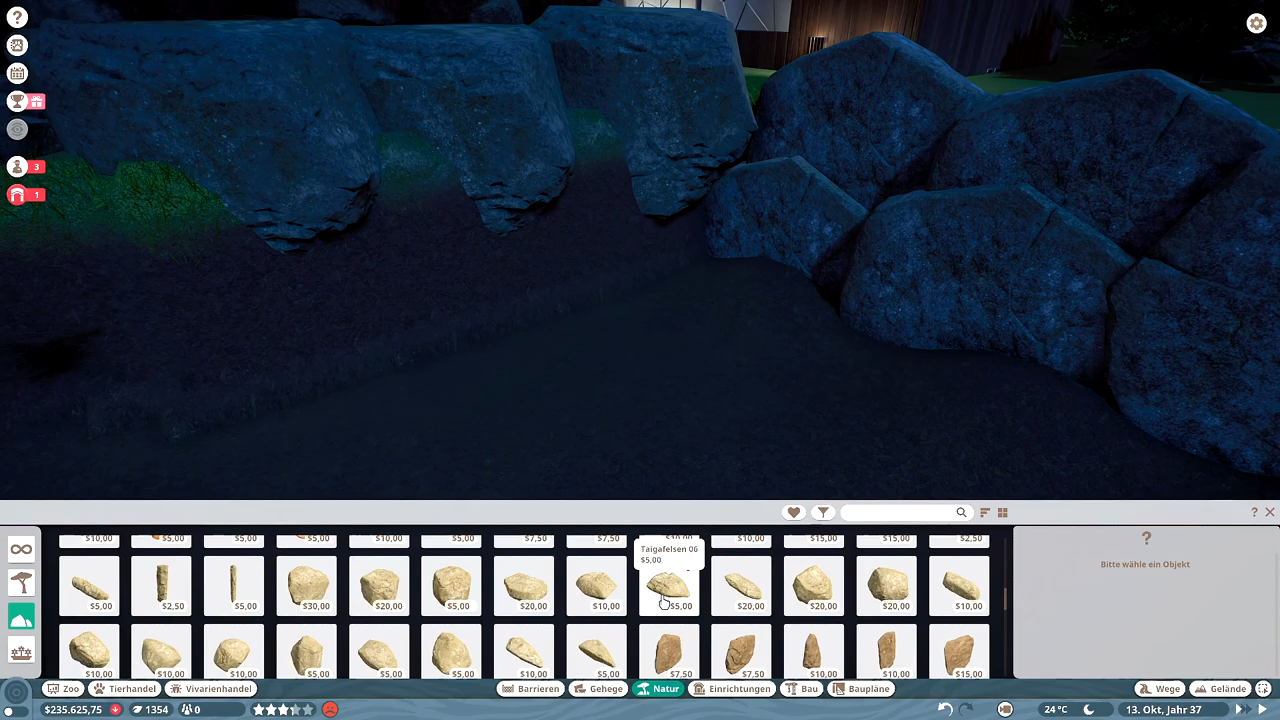 ?
3
1
? ×
$10,00 $5,00 $5,00 $5,00 $10,00 $5,00 $7,50 $7,50 $10,00 $10,00 $15,00 $15,00 $2,50
Taigafelsen 06
$5,00
?
Bitte wähle ein Objekt
$5,00 $2,50 $5,00 $30,00 $20,00 $5,00 $20,00 $10,00 $5,00 $20,00 $20,00 $20,00 $10,00
$10,00 $10,00 $10,00 $5,00 $5,00 $5,00 $10,00 $5,00 $7,50 $7,50 $10,00 $10,00 $15,00
Zoo Tierhandel Vivarienhandel Barrieren Gehege Natur Einrichtungen Bau Baupläne Wege Gelände
$235.625,75 1354 0 24 °C 13. Okt, Jahr 37